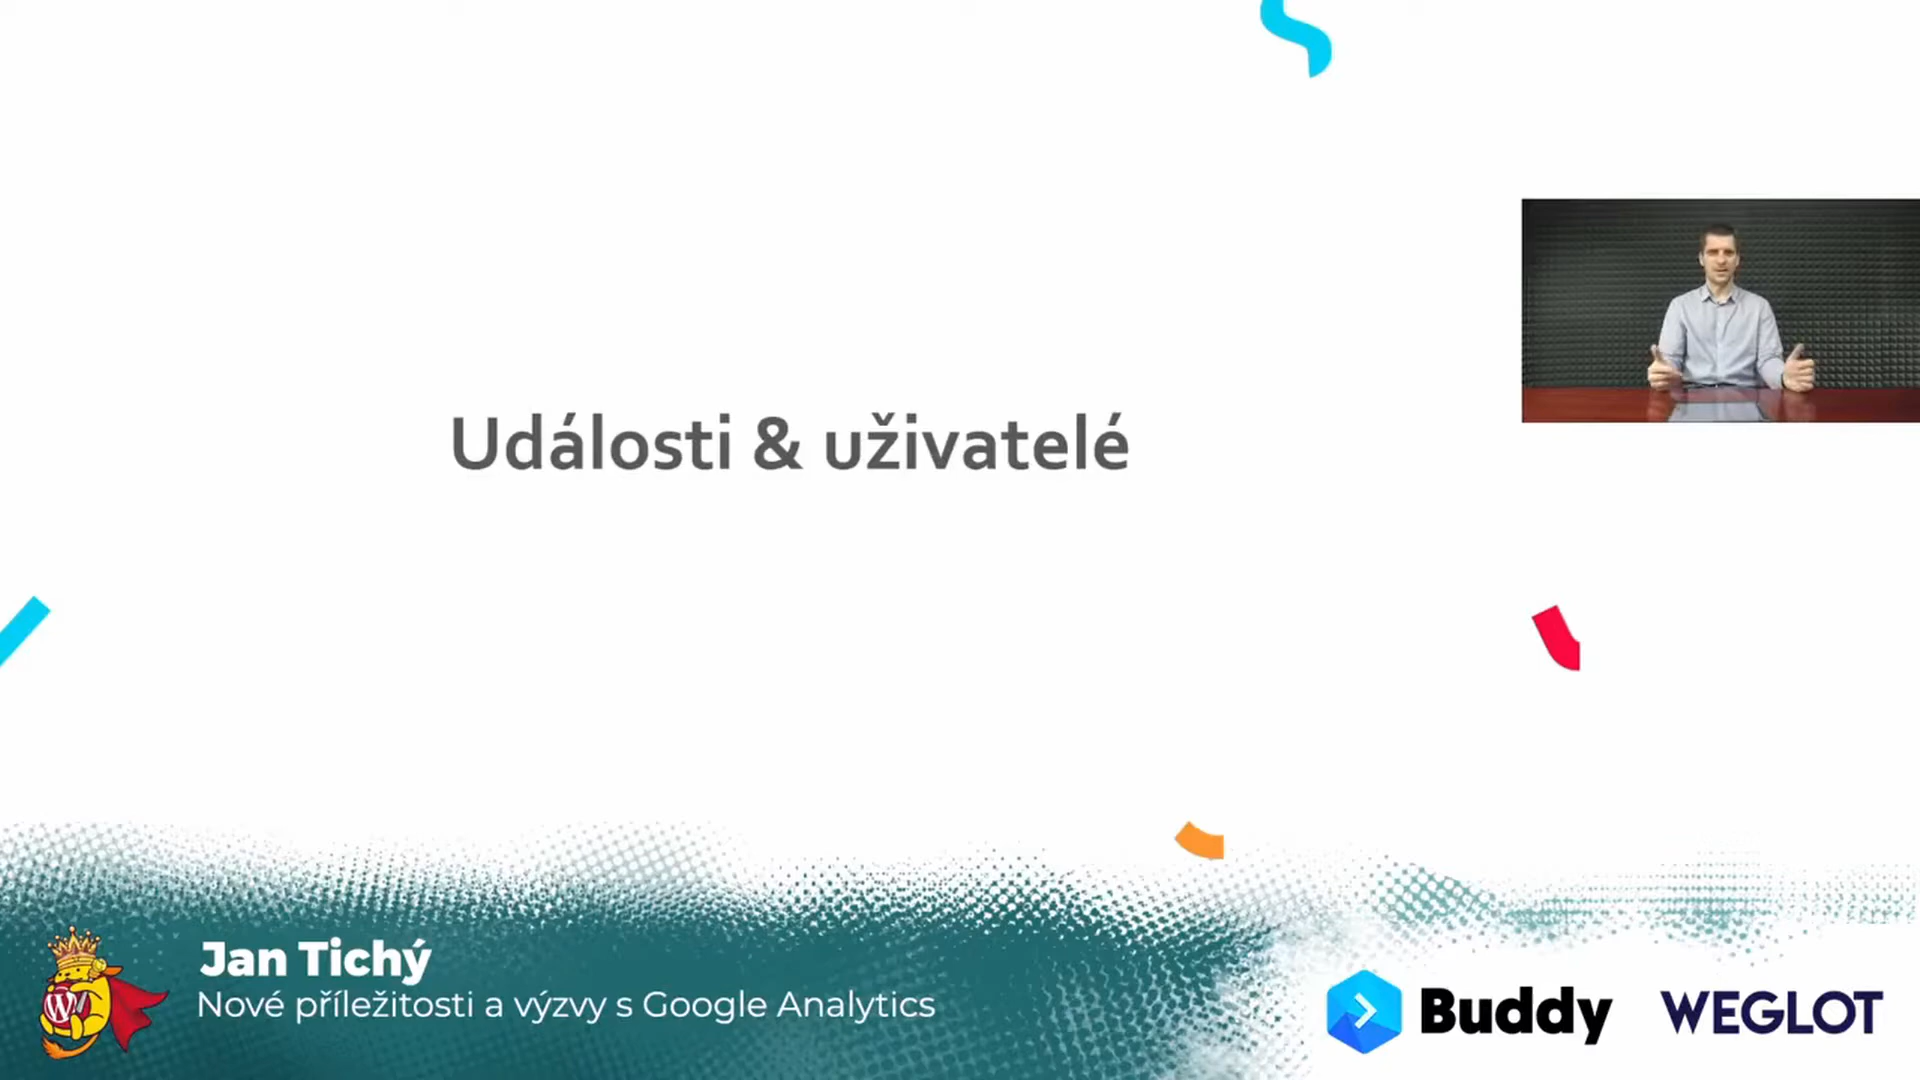 Události & uživatelé
Jan Tichý
Nové příležitosti a výzvy s Google Analytics
Buddy
WEGLOT